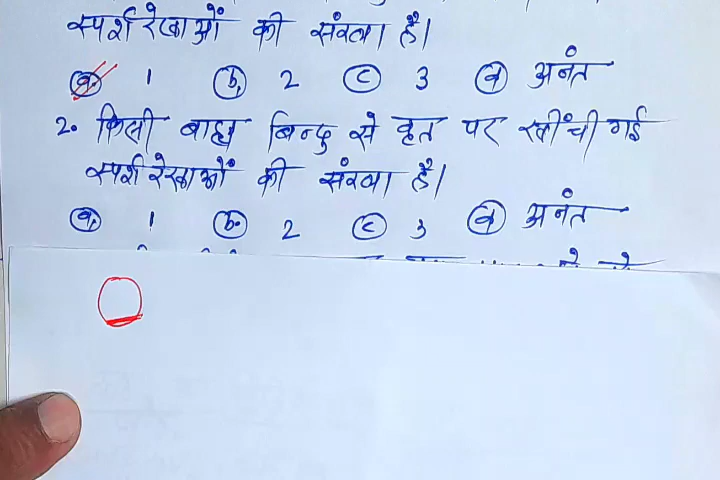 स्पर्श रेखाओं की संख्या है।
(a) 1 (b) 2 (c) 3 (d) अनंत
2. किसी बाह्य बिन्दु से वृत पर खींची गई
स्पर्श रेखाओं की संख्या है।
(a) 1 (b) 2 (c) 3 (d) अनंत